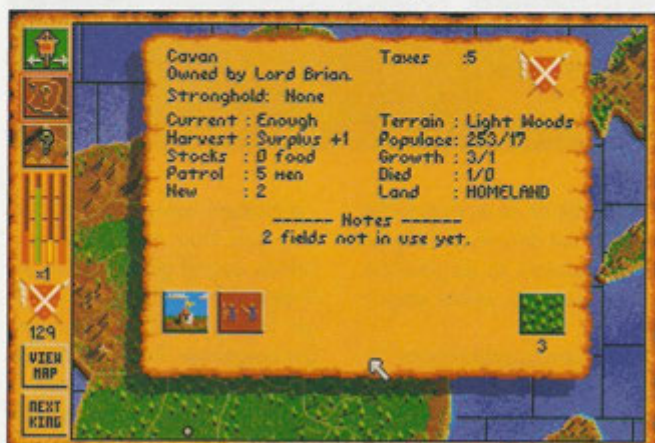 Cavan Taxes :5
Owned by Lord Brian.
Stronghold: None
Current : Enough Terrain : Light Woods
Harvest : Surplus +1 Populace: 253/17
Stocks : 0 food Growth : 3/1
Patrol : 5 men Died : 1/0
New : 2 Land : HOMELAND
------ Notes ------
2 fields not in use yet.
×1
129
VIEW
MAP
NEXT
KING
3